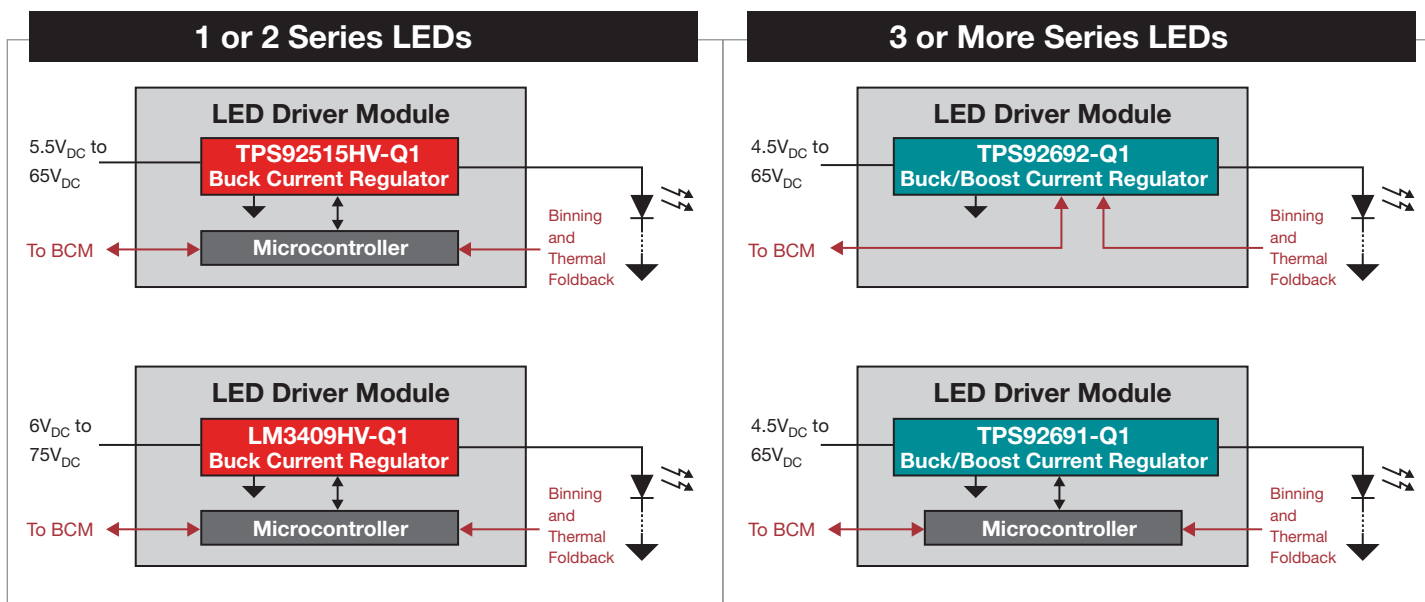 1 or 2 Series LEDs
LED Driver Module
5.5VDC to
65VDC
TPS92515HV-Q1
Buck Current Regulator
To BCM
Microcontroller
Binning
and
Thermal
Foldback
LED Driver Module
6VDC to
75VDC
LM3409HV-Q1
Buck Current Regulator
To BCM
Microcontroller
Binning
and
Thermal
Foldback
3 or More Series LEDs
LED Driver Module
4.5VDC to
65VDC
TPS92692-Q1
Buck/Boost Current Regulator
To BCM
Binning
and
Thermal
Foldback
LED Driver Module
4.5VDC to
65VDC
TPS92691-Q1
Buck/Boost Current Regulator
To BCM
Microcontroller
Binning
and
Thermal
Foldback